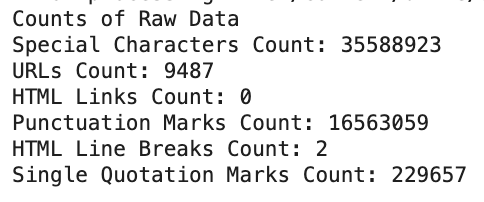 Counts of Raw Data
Special Characters Count: 35588923
URLs Count: 9487
HTML Links Count: 0
Punctuation Marks Count: 16563059
HTML Line Breaks Count: 2
Single Quotation Marks Count: 229657